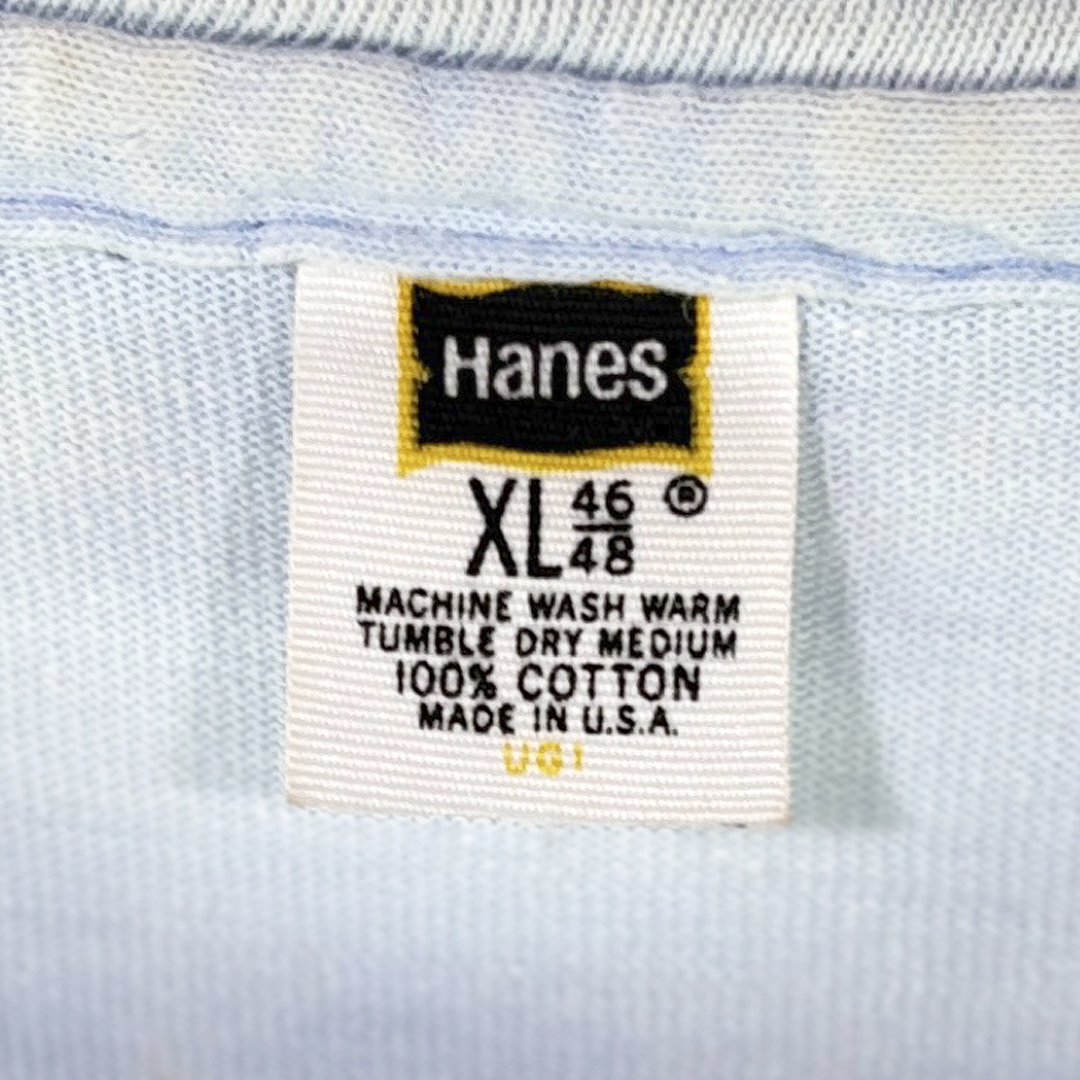 Hanes
XL 46/48 ®
MACHINE WASH WARM
TUMBLE DRY MEDIUM
100% COTTON
MADE IN U.S.A.
UG1